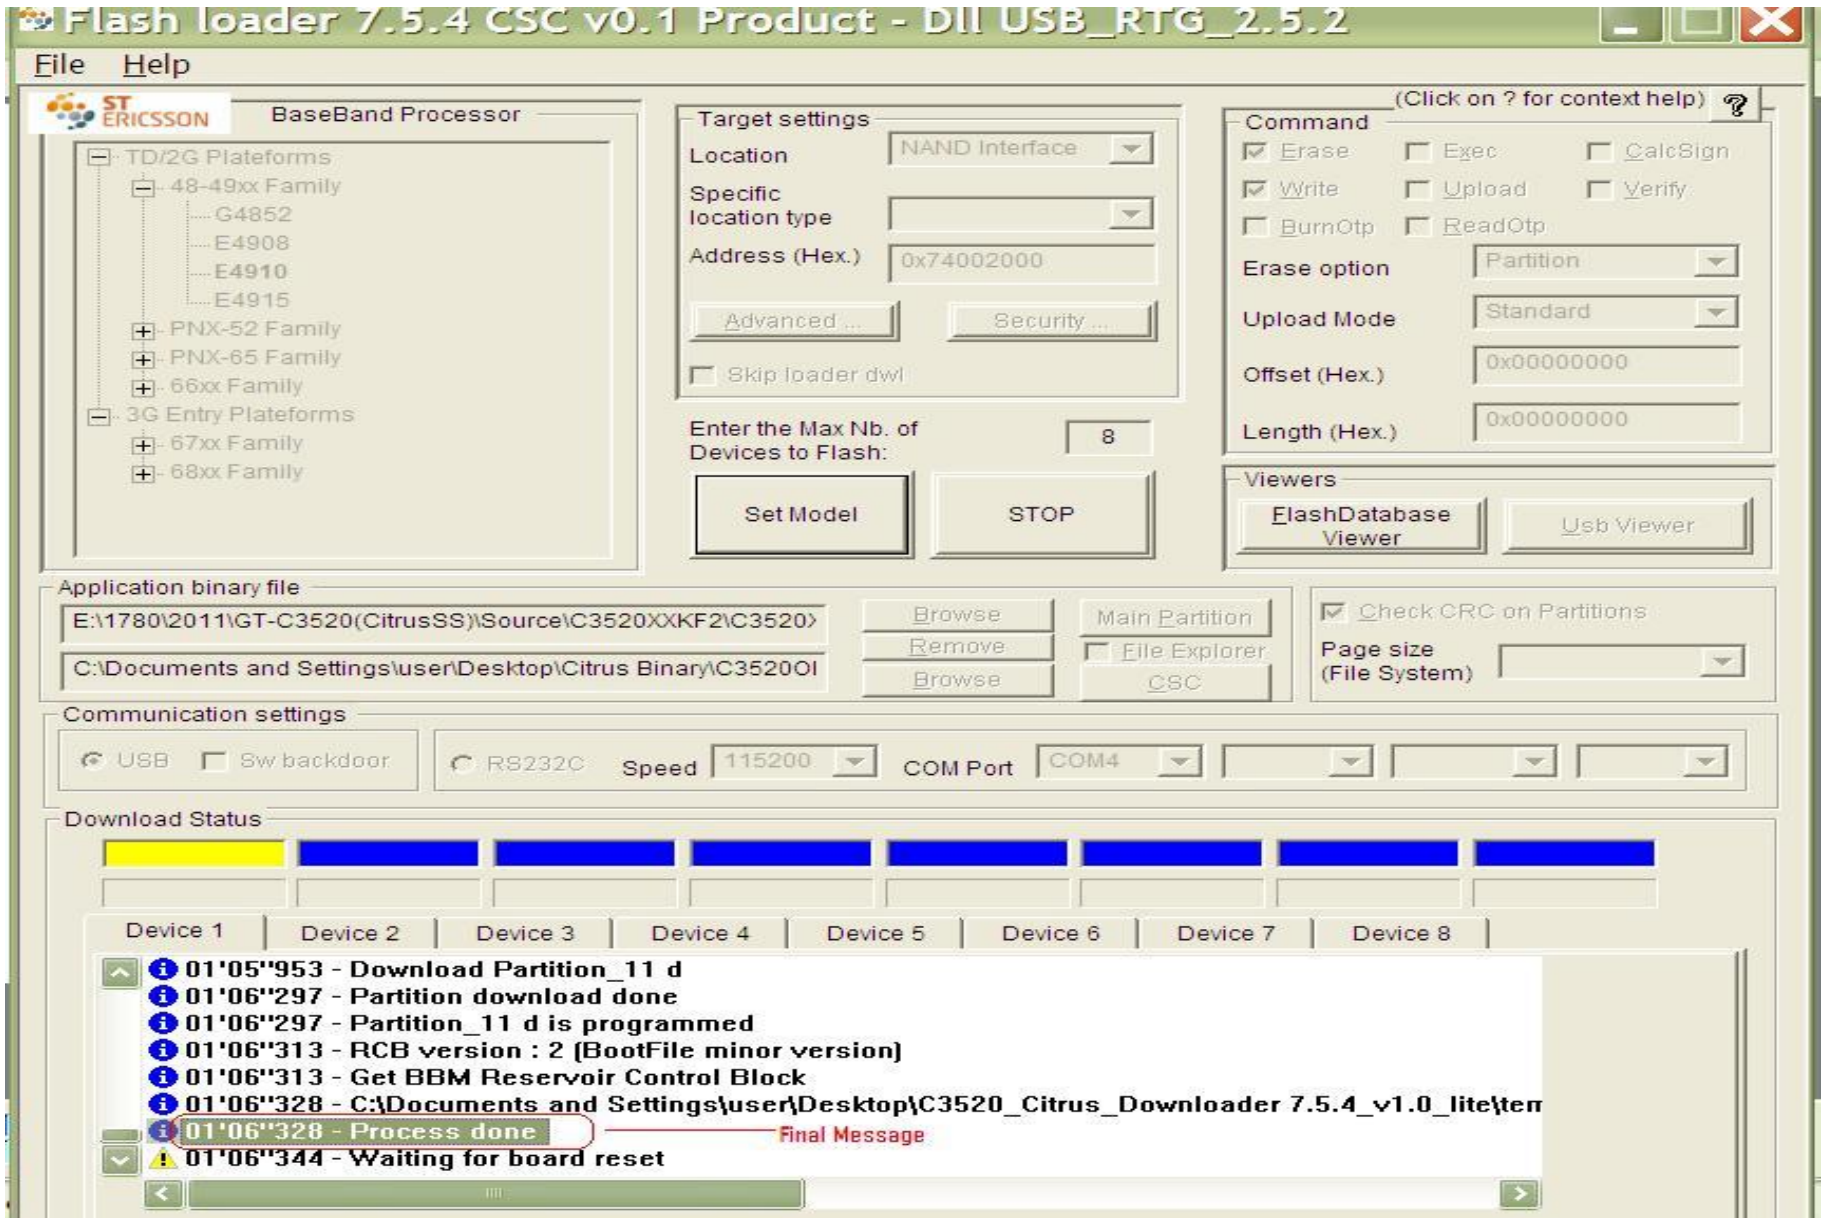 Flash loader 7.5.4 CSC v0.1 Product - Dll USB_RTG_2.5.2
File Help
(Click on ? for context help) ?
ST
ERICSSON
BaseBand Processor
TD/2G Plateforms
48-49xx Family
G4852
E4908
E4910
E4915
PNX-52 Family
PNX-65 Family
66xx Family
3G Entry Plateforms
67xx Family
68xx Family
Target settings
Location NAND Interface
Specific
location type
Address (Hex.) 0x74002000
Advanced ... Security ...
Skip loader dwl
Enter the Max Nb. of
Devices to Flash:
8
Set Model STOP
Command
Erase Exec CalcSign
Write Upload Verify
BurnOtp ReadOtp
Erase option Partition
Upload Mode Standard
Offset (Hex.) 0x00000000
Length (Hex.) 0x00000000
Viewers
FlashDatabase
Viewer
Usb Viewer
Application binary file
E:\1780\2011\GT-C3520(CitrusSS)\Source\C3520XXKF2\C3520X
C:\Documents and Settings\user\Desktop\Citrus Binary\C3520OI
Browse
Remove
Browse
Main Partition
File Explorer
CSC
Check CRC on Partitions
Page size
(File System)
Communication settings
USB Sw backdoor RS232C Speed 115200 COM Port COM4
Download Status
Device 1 Device 2 Device 3 Device 4 Device 5 Device 6 Device 7 Device 8
01'05''953 - Download Partition_11 d
01'06''297 - Partition download done
01'06''297 - Partition_11 d is programmed
01'06''313 - RCB version : 2 (BootFile minor version)
01'06''313 - Get BBM Reservoir Control Block
01'06''328 - C:\Documents and Settings\user\Desktop\C3520_Citrus_Downloader 7.5.4_v1.0_lite\tem
01'06''328 - Process done Final Message
01'06''344 - Waiting for board reset